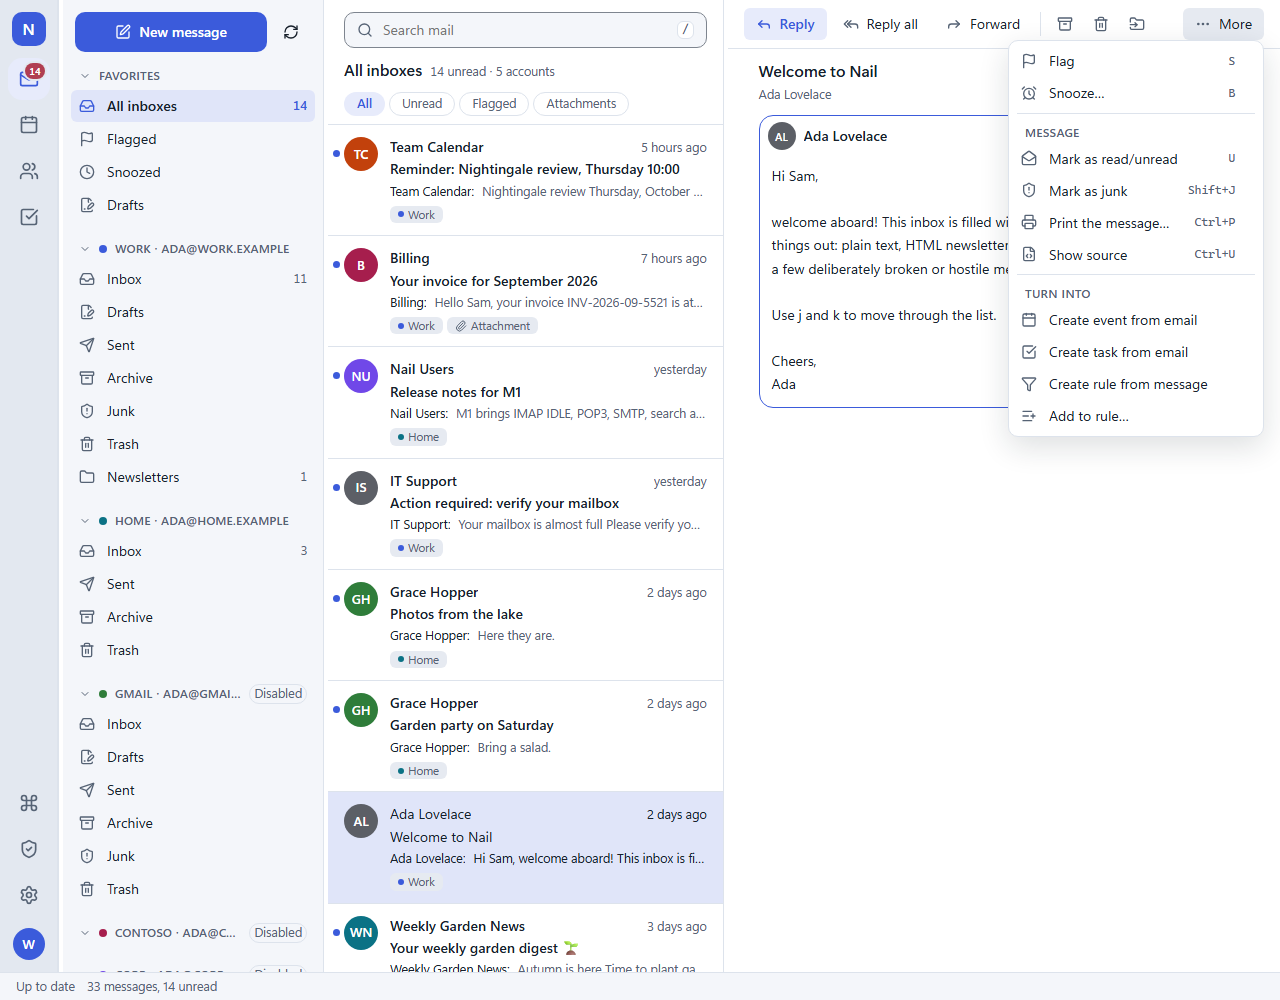 N
14
W
New message
FAVORITES
All inboxes 14
Flagged
Snoozed
Drafts
WORK · ADA@WORK.EXAMPLE
Inbox 11
Drafts
Sent
Archive
Junk
Trash
Newsletters 1
HOME · ADA@HOME.EXAMPLE
Inbox 3
Sent
Archive
Trash
GMAIL · ADA@GMAI... Disabled
Inbox
Drafts
Sent
Archive
Junk
Trash
CONTOSO · ADA@C... Disabled
Search mail /
All inboxes 14 unread · 5 accounts
All Unread Flagged Attachments
TC Team Calendar 5 hours ago
Reminder: Nightingale review, Thursday 10:00
Team Calendar: Nightingale review Thursday, October ...
Work
B Billing 7 hours ago
Your invoice for September 2026
Billing: Hello Sam, your invoice INV-2026-09-5521 is at...
Work Attachment
NU Nail Users yesterday
Release notes for M1
Nail Users: M1 brings IMAP IDLE, POP3, SMTP, search a...
Home
IS IT Support yesterday
Action required: verify your mailbox
IT Support: Your mailbox is almost full Please verify yo...
Work
GH Grace Hopper 2 days ago
Photos from the lake
Grace Hopper: Here they are.
Home
GH Grace Hopper 2 days ago
Garden party on Saturday
Grace Hopper: Bring a salad.
Home
AL Ada Lovelace 2 days ago
Welcome to Nail
Ada Lovelace: Hi Sam, welcome aboard! This inbox is fi...
Work
WN Weekly Garden News 3 days ago
Your weekly garden digest
Weekly Garden News: Autumn is here Time to plant ga...
Reply Reply all Forward More
Welcome to Nail
Ada Lovelace
AL Ada Lovelace
Hi Sam,
welcome aboard! This inbox is filled wi
things out: plain text, HTML newsletter
a few deliberately broken or hostile me
Use j and k to move through the list.
Cheers,
Ada
Flag S
Snooze... B
MESSAGE
Mark as read/unread U
Mark as junk Shift+J
Print the message... Ctrl+P
Show source Ctrl+U
TURN INTO
Create event from email
Create task from email
Create rule from message
Add to rule...
Up to date 33 messages, 14 unread